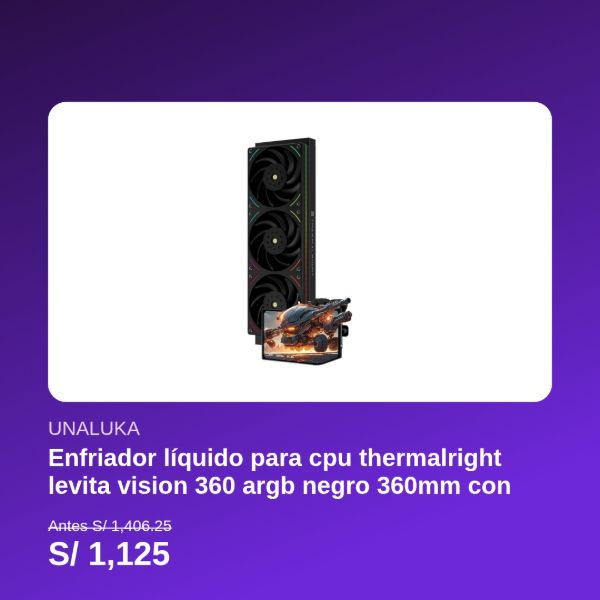 UNALUKA
Enfriador líquido para cpu thermalright
levita vision 360 argb negro 360mm con
Antes S/ 1,406.25
S/ 1,125